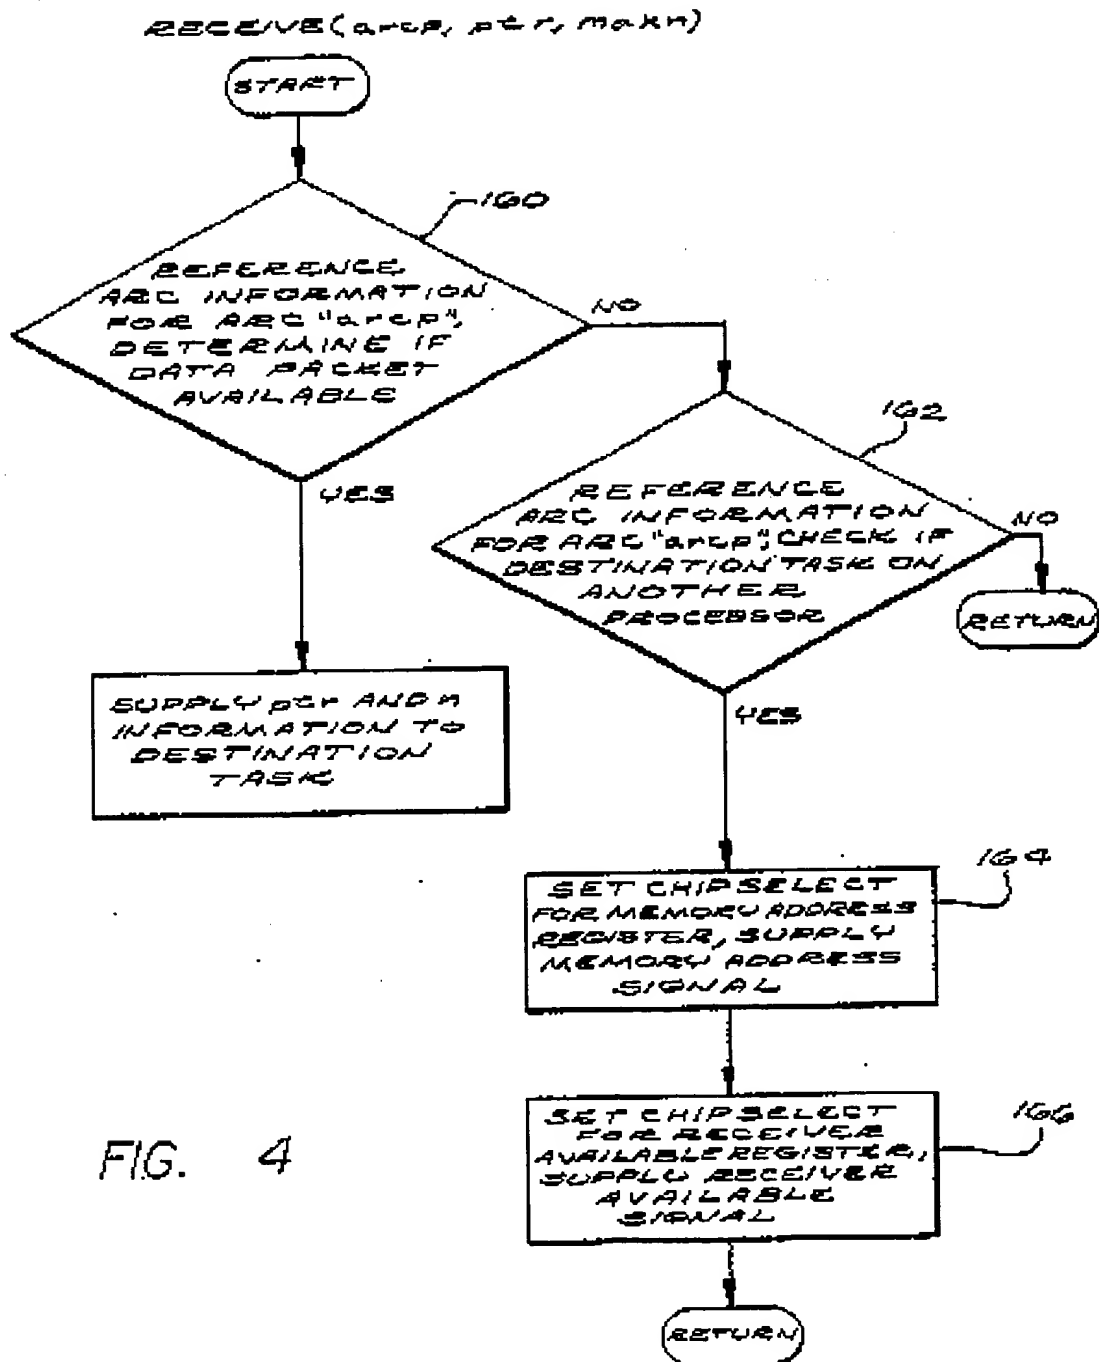 RECEIVE(arcp, ptr, maxn)
START
160
REFERENCE
ARC INFORMATION
FOR ARC "arcp",
DETERMINE IF
DATA PACKET
AVAILABLE
NO
YES
162
REFERENCE
ARC INFORMATION
FOR ARC "arcp", CHECK IF
DESTINATION TASK ON
ANOTHER
PROCESSOR
NO
RETURN
YES
SUPPLY ptr AND n
INFORMATION TO
DESTINATION
TASK
164
SET CHIPSELECT
FOR MEMORY ADDRESS
REGISTER, SUPPLY
MEMORY ADDRESS
SIGNAL
166
SET CHIPSELECT
FOR RECEIVER
AVAILABLE REGISTER,
SUPPLY RECEIVER
AVAILABLE
SIGNAL
RETURN
FIG. 4